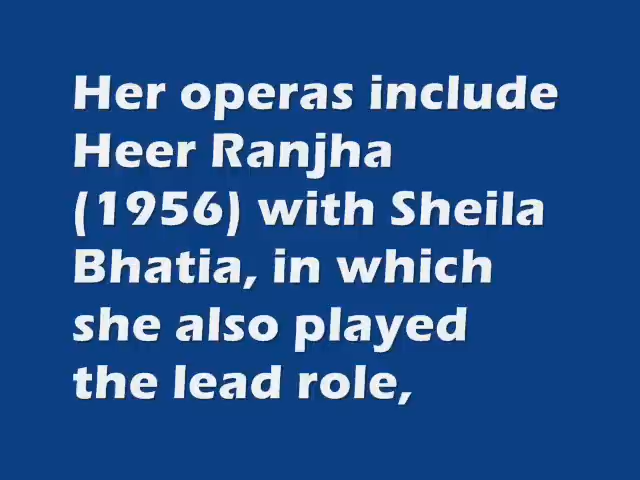 Her operas include
Heer Ranjha
(1956) with Sheila
Bhatia, in which
she also played
the lead role,